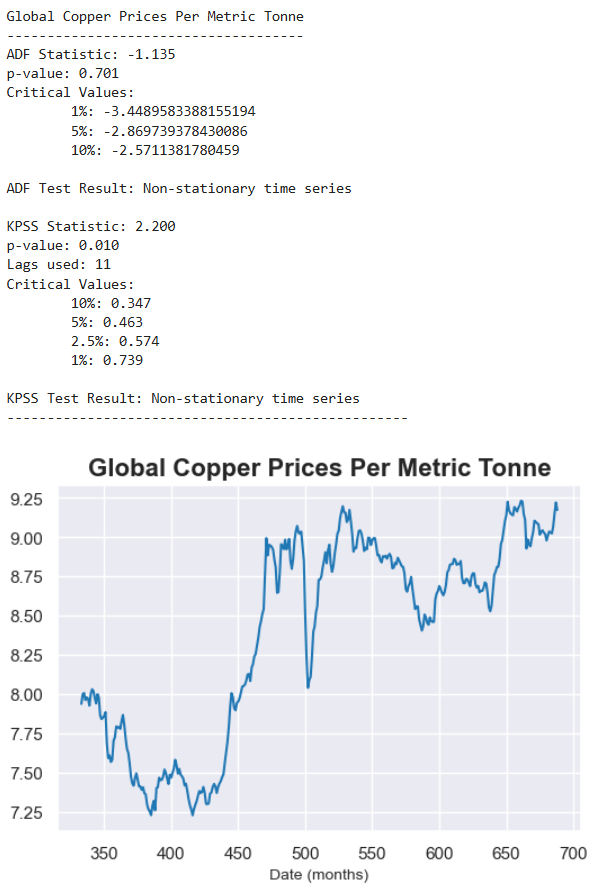 Global Copper Prices Per Metric Tonne
-------------------------------------
ADF Statistic: -1.135
p-value: 0.701
Critical Values:
1%: -3.4489583388155194
5%: -2.869739378430086
10%: -2.5711381780459
ADF Test Result: Non-stationary time series
KPSS Statistic: 2.200
p-value: 0.010
Lags used: 11
Critical Values:
10%: 0.347
5%: 0.463
2.5%: 0.574
1%: 0.739
KPSS Test Result: Non-stationary time series
--------------------------------------------------
Global Copper Prices Per Metric Tonne
9.25
9.00
8.75
8.50
8.25
8.00
7.75
7.50
7.25
350 400 450 500 550 600 650 700
Date (months)